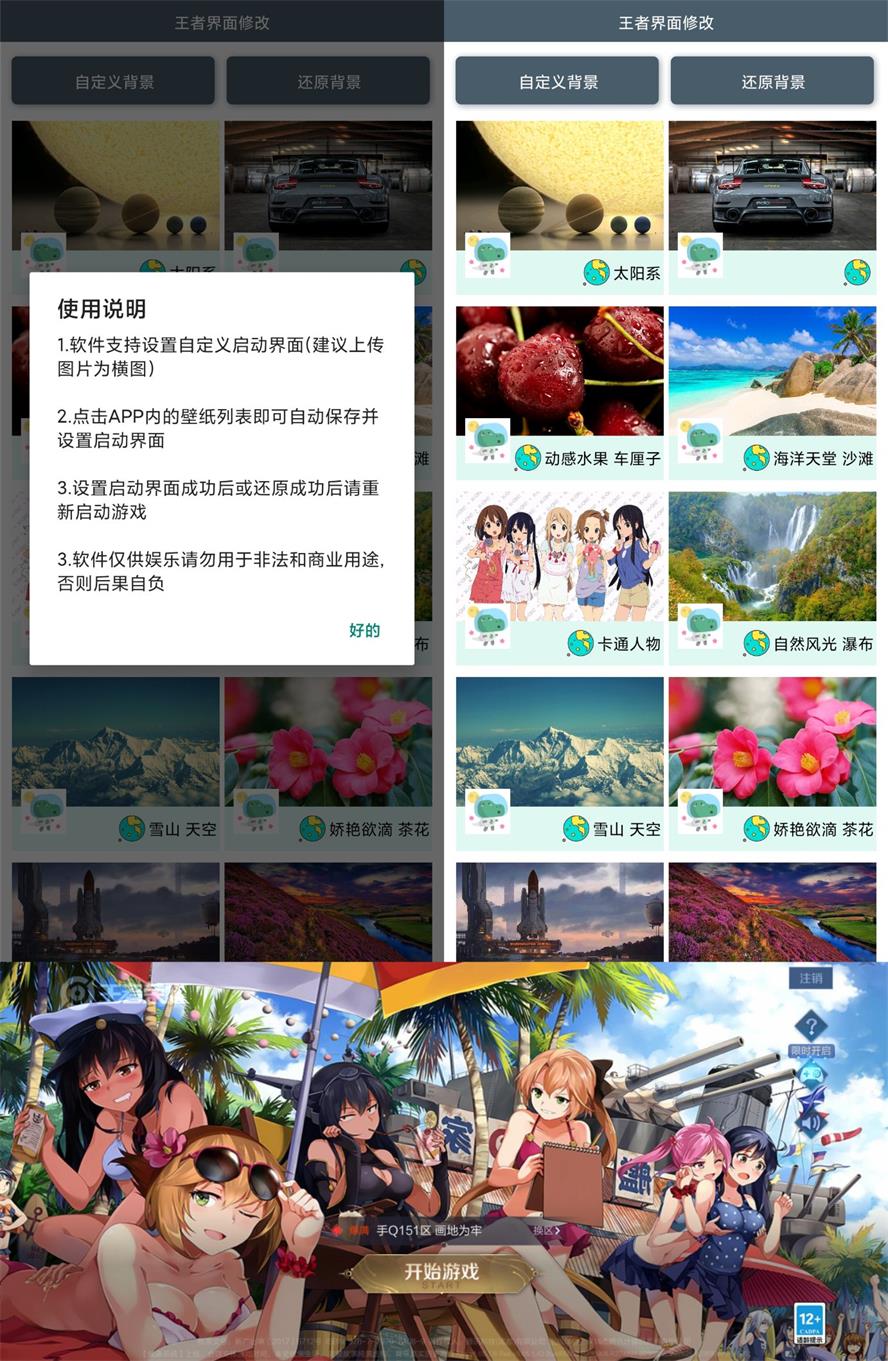 王者界面修改
自定义背景
还原背景
太阳系
使用说明
1.软件支持设置自定义启动界面(建议上传
图片为横图)
2.点击APP内的壁纸列表即可自动保存并
设置启动界面
3.设置启动界面成功后或还原成功后请重
新启动游戏
3.软件仅供娱乐请勿用于非法和商业用途,
否则后果自负
好的
滩
布
雪山 天空
娇艳欲滴 茶花
王者界面修改
自定义背景
还原背景
太阳系
动感水果 车厘子
海洋天堂 沙滩
卡通人物
自然风光 瀑布
雪山 天空
娇艳欲滴 茶花
注销
?
限时开启
爆满 手Q151区 画地为牢 换区>
开始游戏
START
12+
CADPA
适龄提示